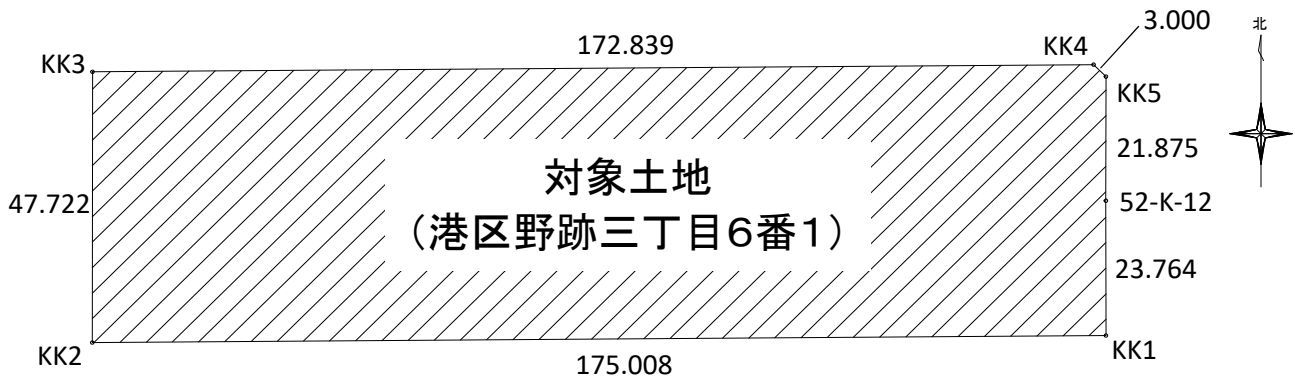 172.839
KK4
3.000
北
KK3
KK5
21.875
対象土地
52-K-12
47.722
(港区野跡三丁目6番1)
23.764
KK2
175.008
KK1